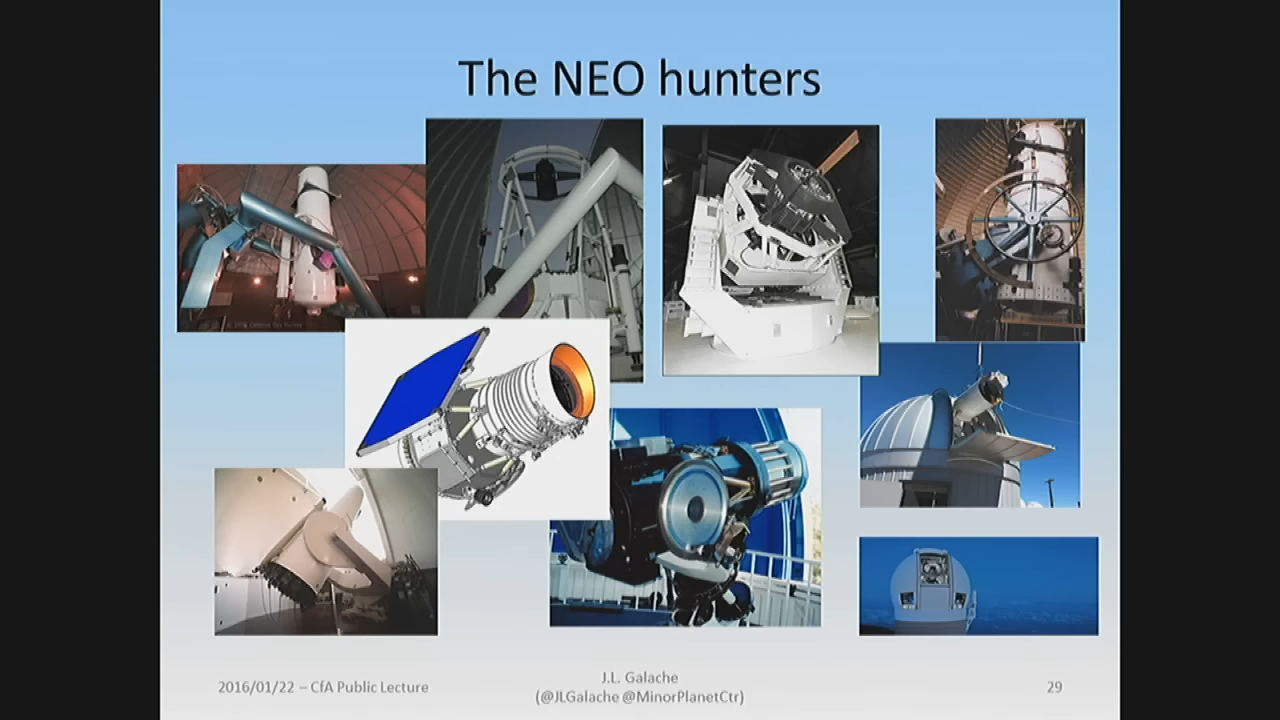 The NEO hunters
2016/01/22 – CfA Public Lecture
J.L. Galache
(@JLGalache @MinorPlanetCtr)
29